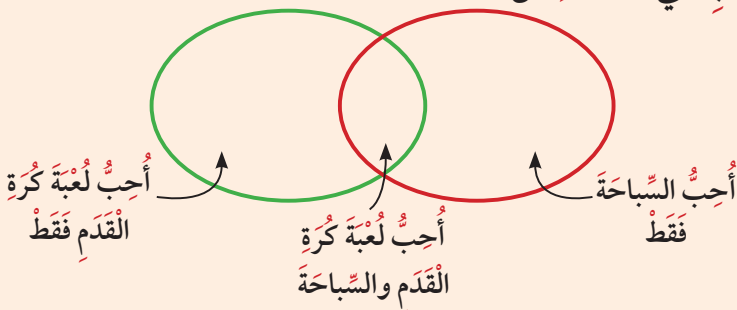 أُحِبُّ السِّباحَةَ
فَقَطْ
أُحِبُّ لُعْبَةَ كُرَةِ
الْقَدَمِ والسِّباحَةَ
أُحِبُّ لُعْبَةَ كُرَةِ
الْقَدَمِ فَقَطْ